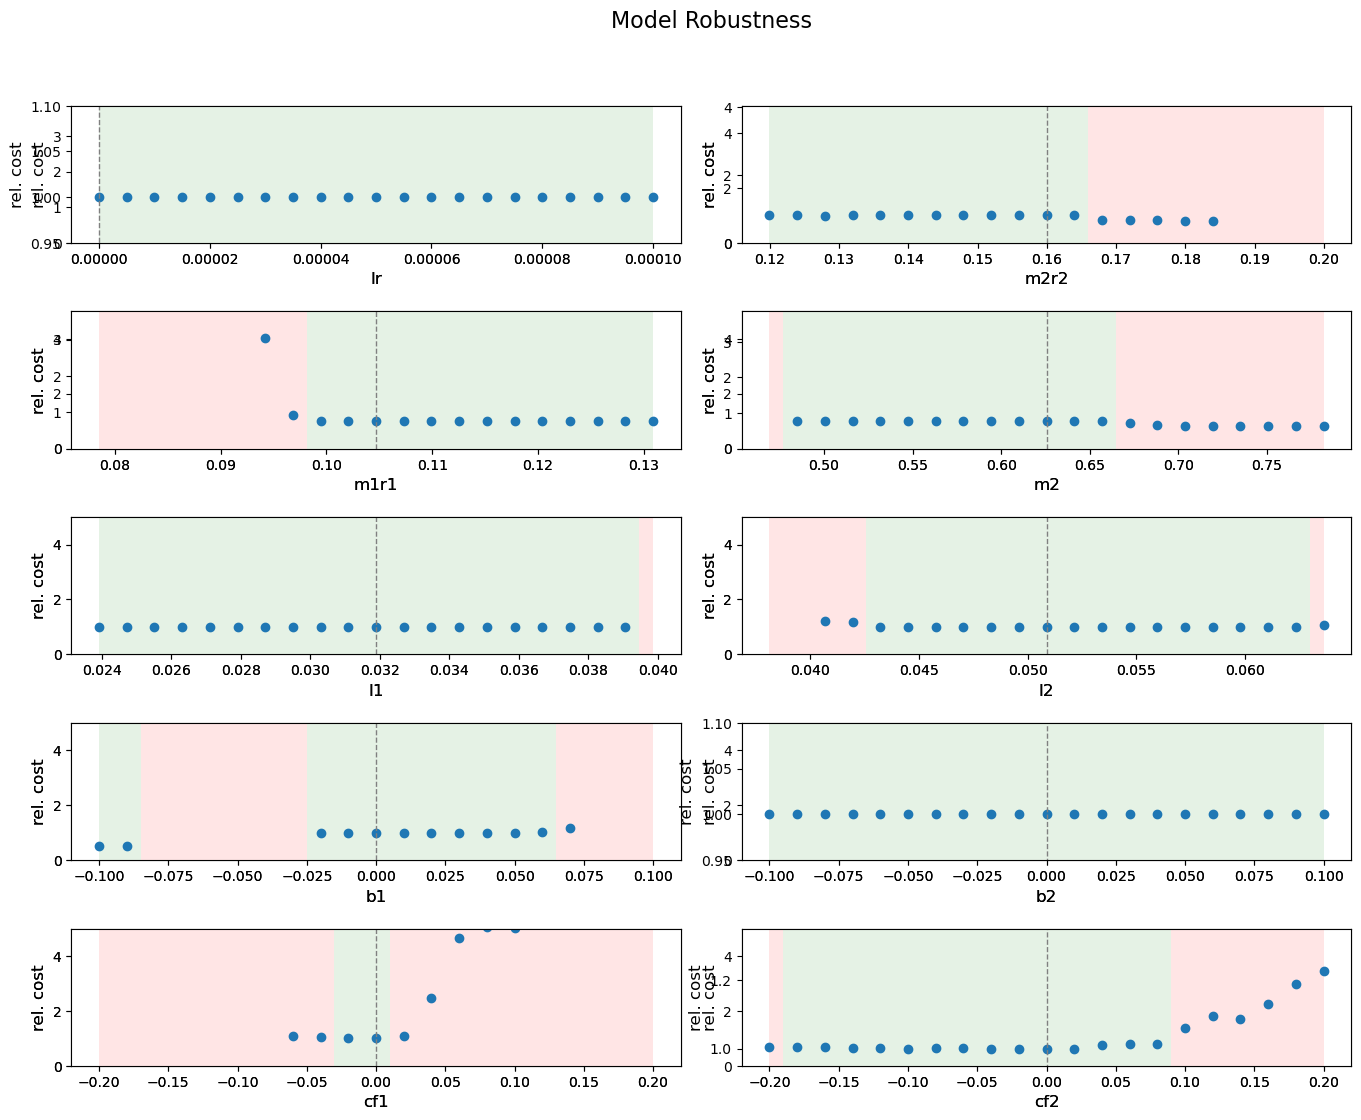 Model Robustness
1.10 3 1.05 2 1.00 1 0.95 0
rel. cost
rel. cost
0.00000 0.00002 0.00004 0.00006 0.00008 0.00010
Ir
4 4 2 2 0
rel. cost
0.12 0.13 0.14 0.15 0.16 0.17 0.18 0.19 0.20
m2r2
4 3 2 2 1 0
rel. cost
0.08 0.09 0.10 0.11 0.12 0.13
m1r1
4 3 2 2 1 0
rel. cost
0.50 0.55 0.60 0.65 0.70 0.75
m2
4 2 0
rel. cost
0.024 0.026 0.028 0.030 0.032 0.034 0.036 0.038 0.040
I1
4 2 0
rel. cost
0.040 0.045 0.050 0.055 0.060
I2
4 2 0
rel. cost
−0.100 −0.075 −0.050 −0.025 0.000 0.025 0.050 0.075 0.100
b1
1.10 4 1.05 2 1.00 0.95 0
rel. cost
rel. cost
−0.100 −0.075 −0.050 −0.025 0.000 0.025 0.050 0.075 0.100
b2
4 2 0
rel. cost
−0.20 −0.15 −0.10 −0.05 0.00 0.05 0.10 0.15 0.20
cf1
4 1.2 2 1.0 0
rel. cost
rel. cost
−0.20 −0.15 −0.10 −0.05 0.00 0.05 0.10 0.15 0.20
cf2